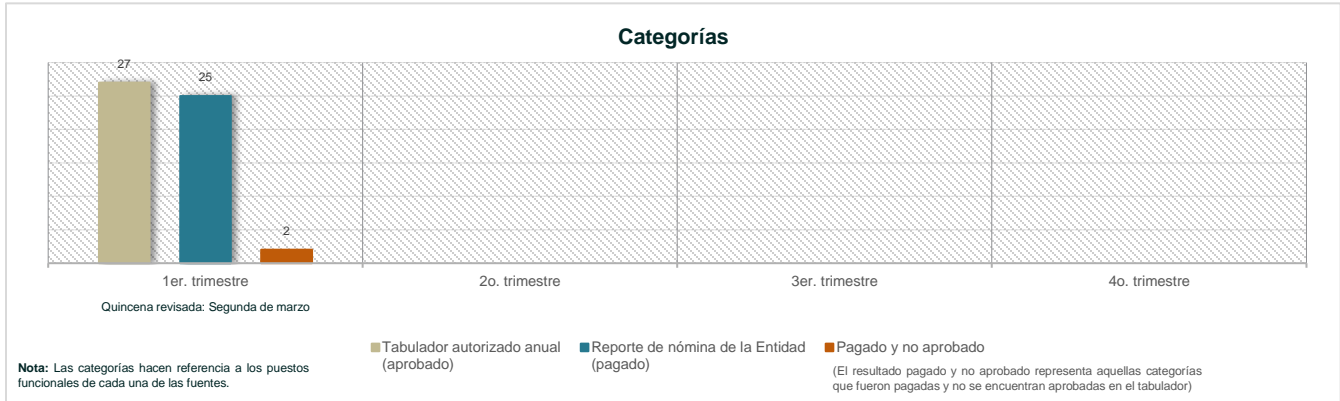 Categorías
27
25
2
1er. trimestre
2o. trimestre
3er. trimestre
4o. trimestre
Quincena revisada: Segunda de marzo
Tabulador autorizado anual
(aprobado)
Reporte de nómina de la Entidad
(pagado)
Pagado y no aprobado
(El resultado pagado y no aprobado representa aquellas categorías
que fueron pagadas y no se encuentran aprobadas en el tabulador)
Nota: Las categorías hacen referencia a los puestos
funcionales de cada una de las fuentes.